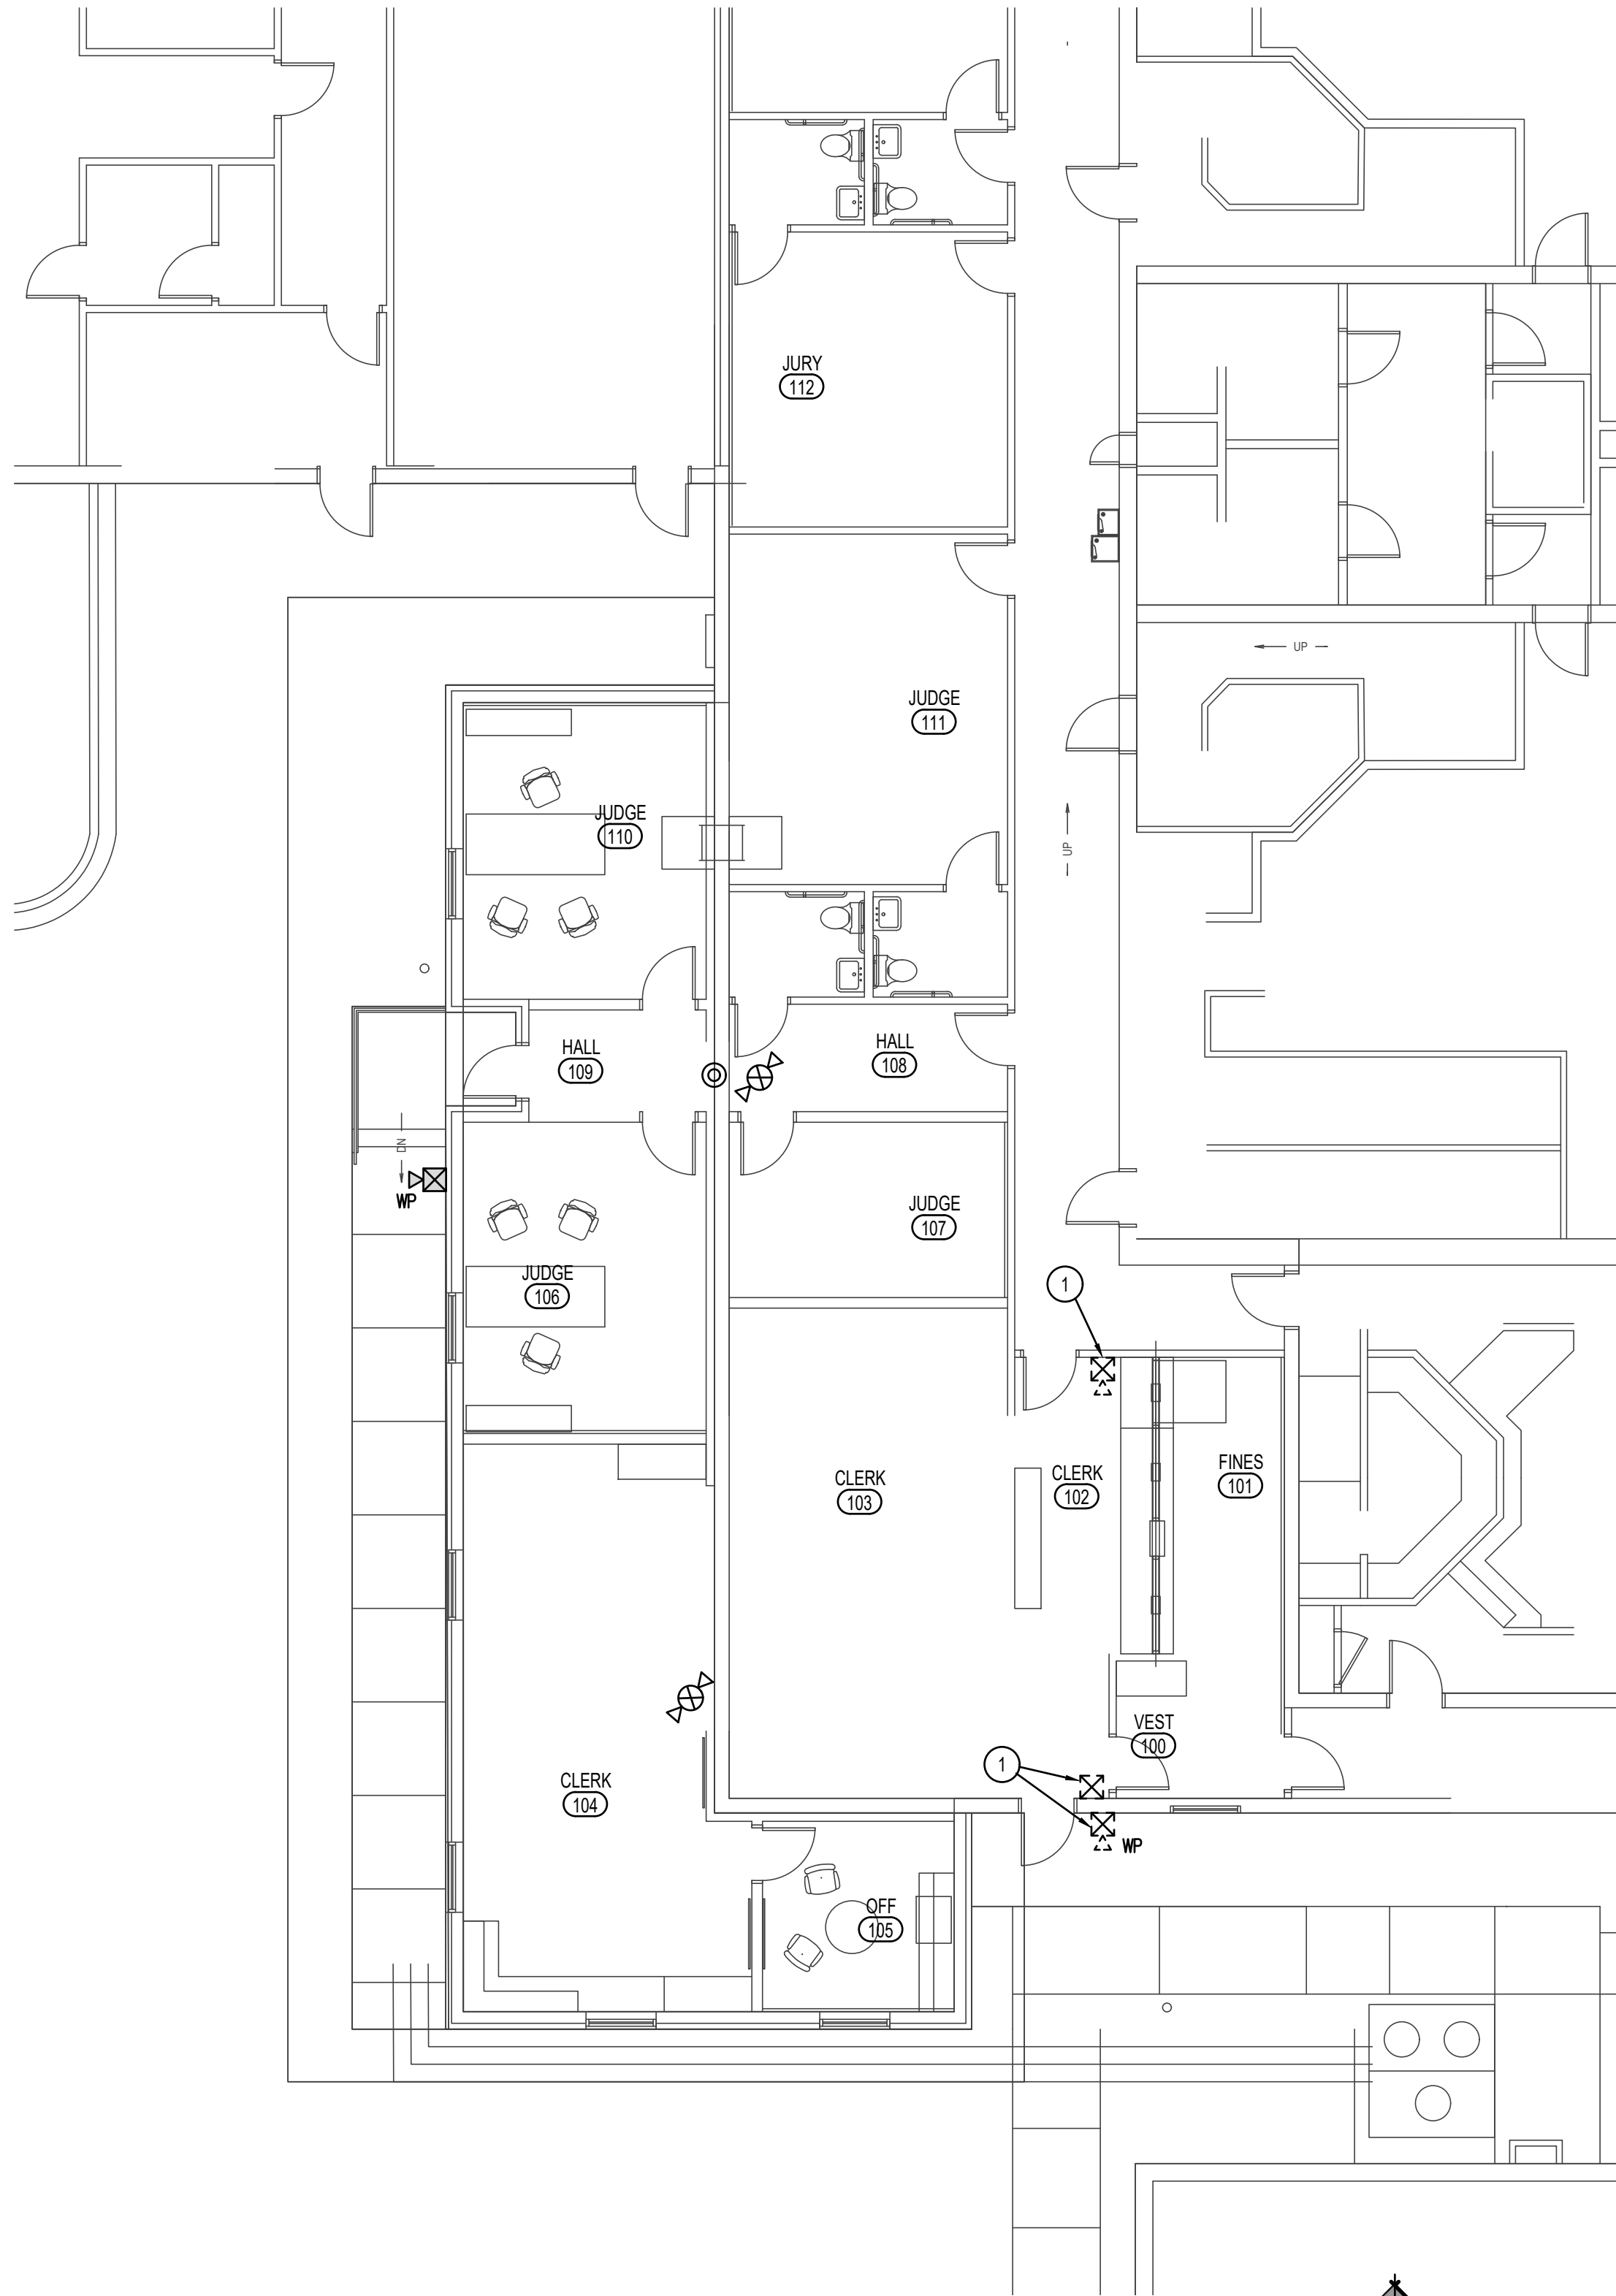 JURY
112
UP
JUDGE
111
JUDGE
110
UP
HALL
109
HALL
108
DN
WP
JUDGE
107
JUDGE
106
1
CLERK
103
CLERK
102
FINES
101
VEST
100
1
CLERK
104
WP
OFF
105